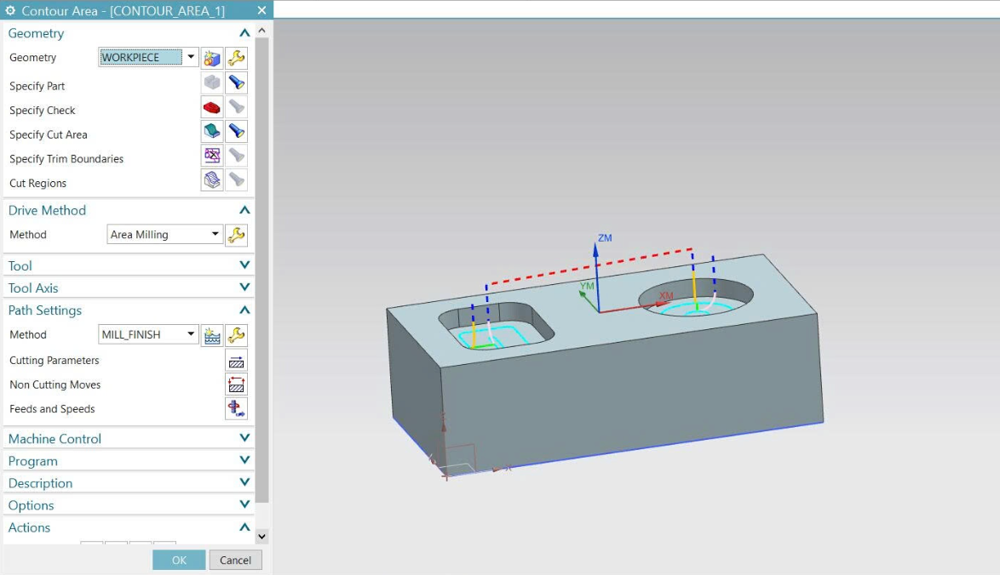 Contour Area - [CONTOUR_AREA_1]
Geometry
Geometry WORKPIECE
Specify Part
Specify Check
Specify Cut Area
Specify Trim Boundaries
Cut Regions
Drive Method
Method Area Milling
Tool
Tool Axis
Path Settings
Method MILL_FINISH
Cutting Parameters
Non Cutting Moves
Feeds and Speeds
Machine Control
Program
Description
Options
Actions
OK Cancel
ZM
YM
XM
X